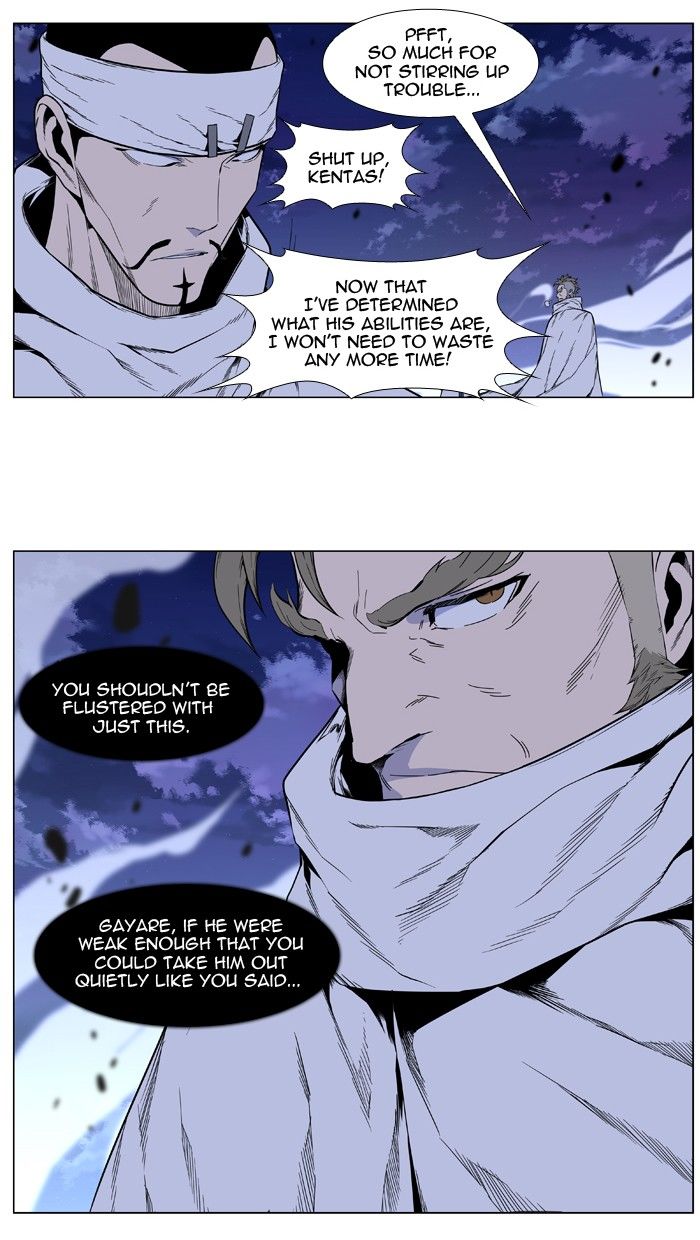 PFFT,
SO MUCH FOR
NOT STIRRING UP
TROUBLE...
SHUT UP,
KENTAS!
NOW THAT
I'VE DETERMINED
WHAT HIS ABILITIES ARE,
I WON'T NEED TO WASTE
ANY MORE TIME!
YOU SHOUDLN'T BE
FLUSTERED WITH
JUST THIS.
GAYARE, IF HE WERE
WEAK ENOUGH THAT YOU
COULD TAKE HIM OUT
QUIETLY LIKE YOU SAID...